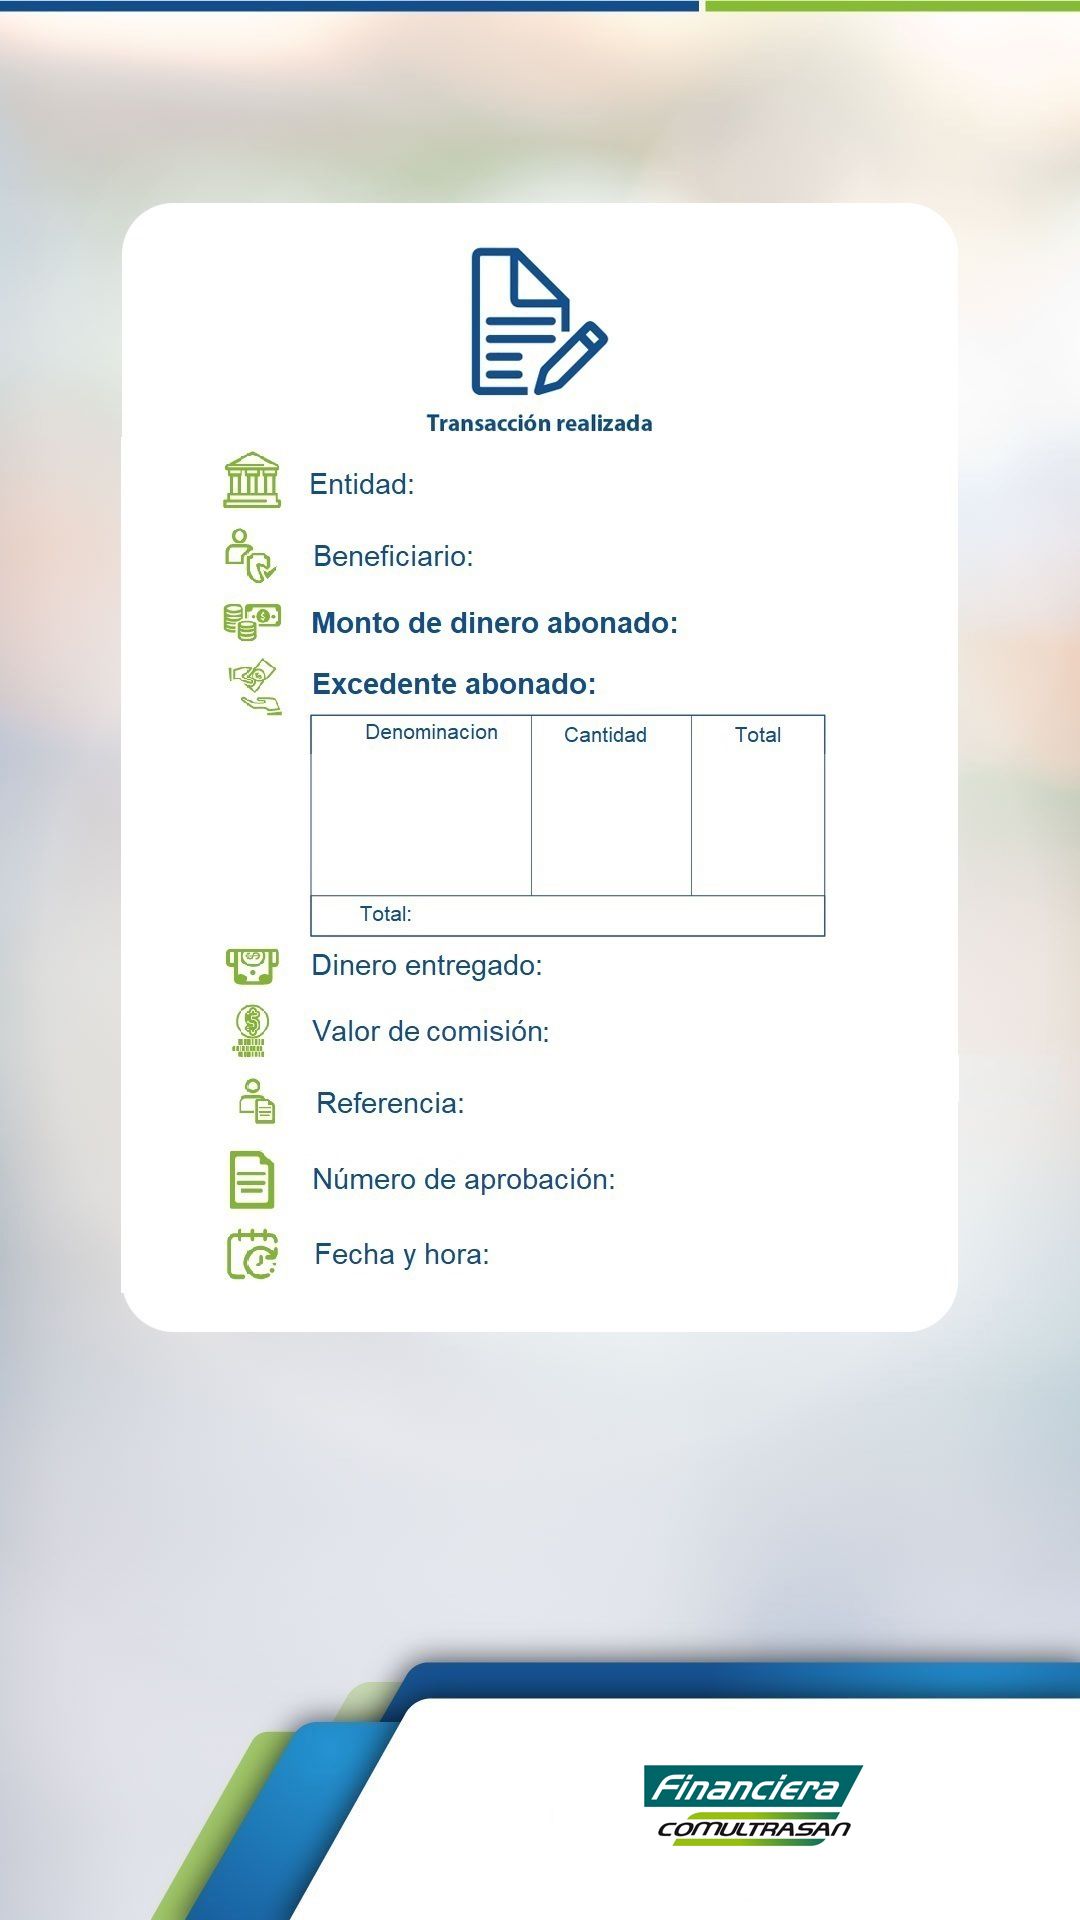 Transacción realizada
Entidad:
Beneficiario:
Monto de dinero abonado:
Excedente abonado:
Denominacion Cantidad Total
Total:
Dinero entregado:
Valor de comisión:
Referencia:
Número de aprobación:
Fecha y hora:
Financiera
COMULTRASAN